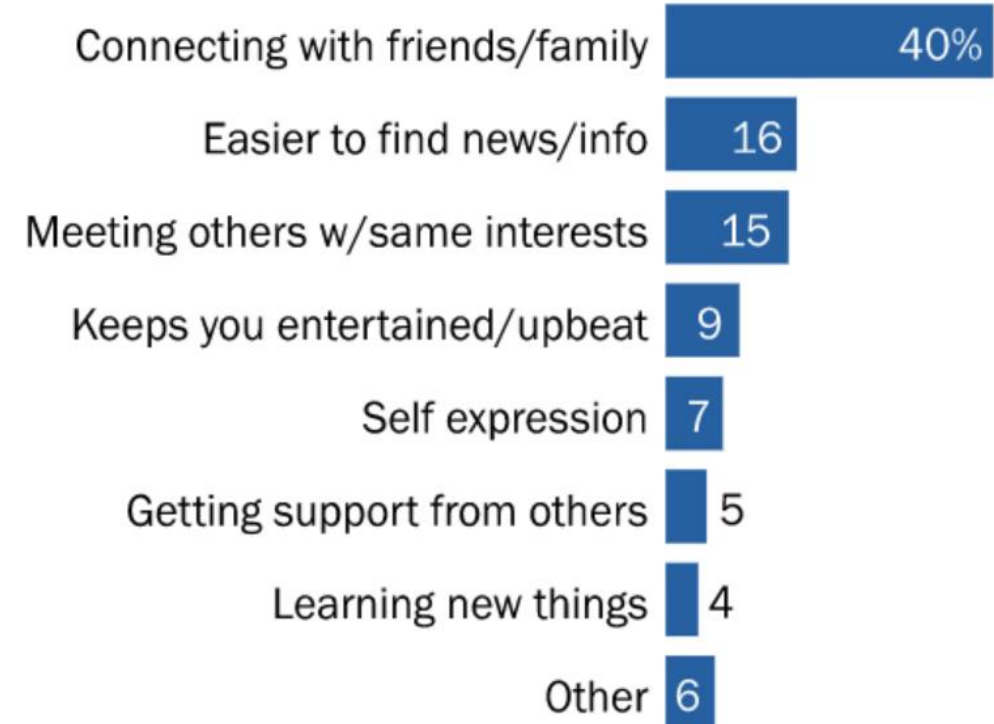 Connecting with friends/family 40%
Easier to find news/info 16
Meeting others w/same interests 15
Keeps you entertained/upbeat 9
Self expression 7
Getting support from others 5
Learning new things 4
Other 6